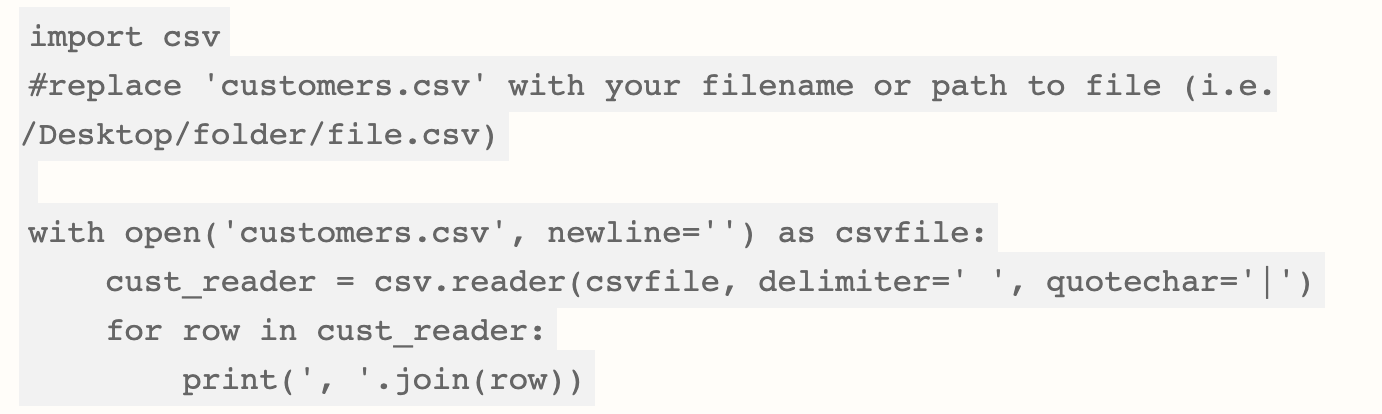 import csv
#replace 'customers.csv' with your filename or path to file (i.e.
/Desktop/folder/file.csv)

with open('customers.csv', newline='') as csvfile:
    cust_reader = csv.reader(csvfile, delimiter=' ', quotechar='|')
    for row in cust_reader:
        print(', '.join(row))